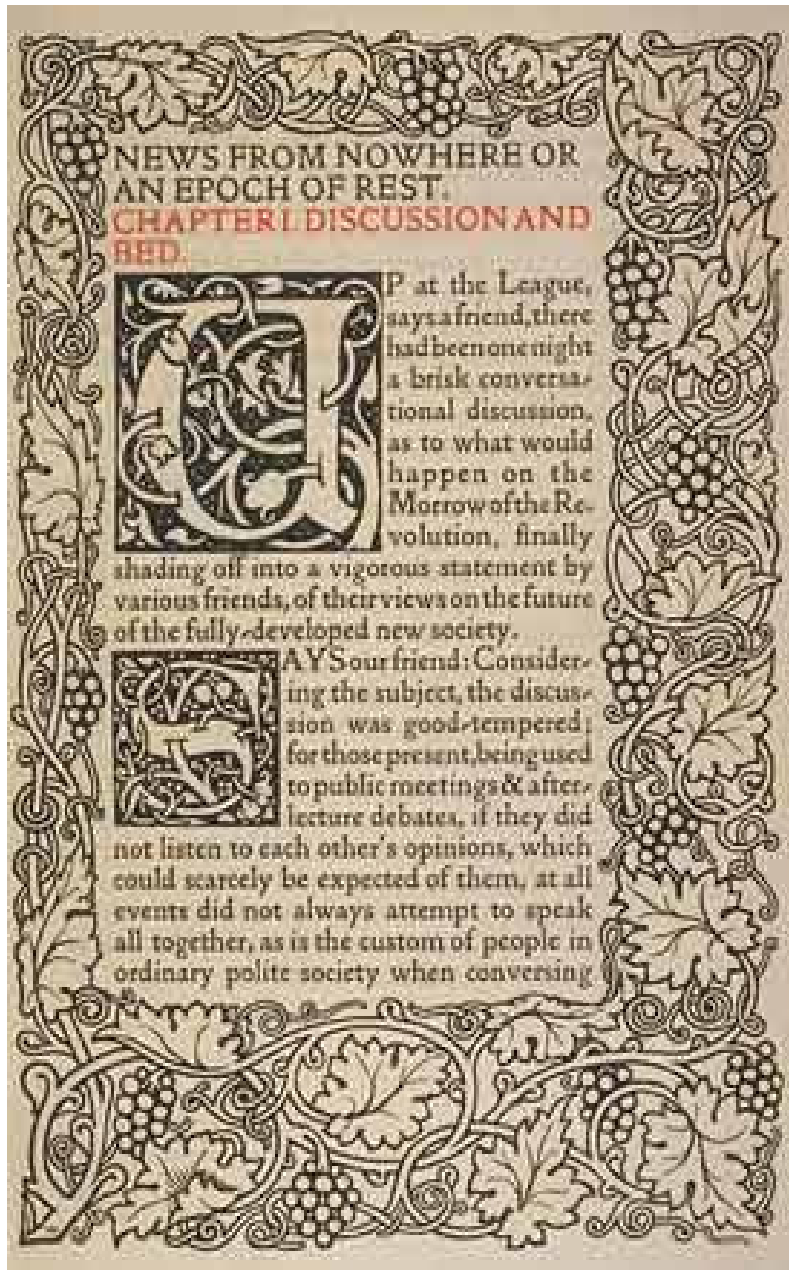 NEWS FROM NOWHERE OR
AN EPOCH OF REST.
CHAPTER I. DISCUSSION AND
BED.
UP at the League,
says a friend, there
had been one night
a brisk conversa-
tional discussion,
as to what would
happen on the
Morrow of the Re-
volution, finally
shading off into a vigorous statement by
various friends, of their views on the future
of the fully-developed new society.
SAYS our friend: Consider-
ing the subject, the discus-
sion was good-tempered;
for those present, being used
to public meetings & after-
lecture debates, if they did
not listen to each other's opinions, which
could scarcely be expected of them, at all
events did not always attempt to speak
all together, as is the custom of people in
ordinary polite society when conversing